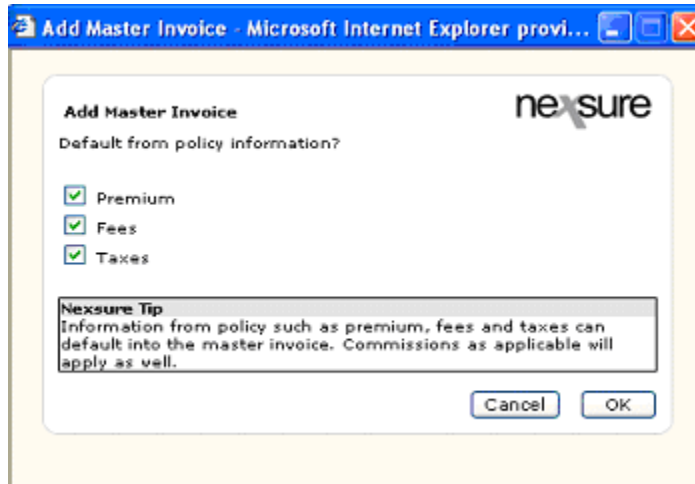 Add Master Invoice - Microsoft Internet Explorer provi...
nexsure
Add Master Invoice
Default from policy information?
Premium
Fees
Taxes
Nexsure Tip
Information from policy such as premium, fees and taxes can
default into the master invoice. Commissions as applicable will
apply as well.
Cancel
OK